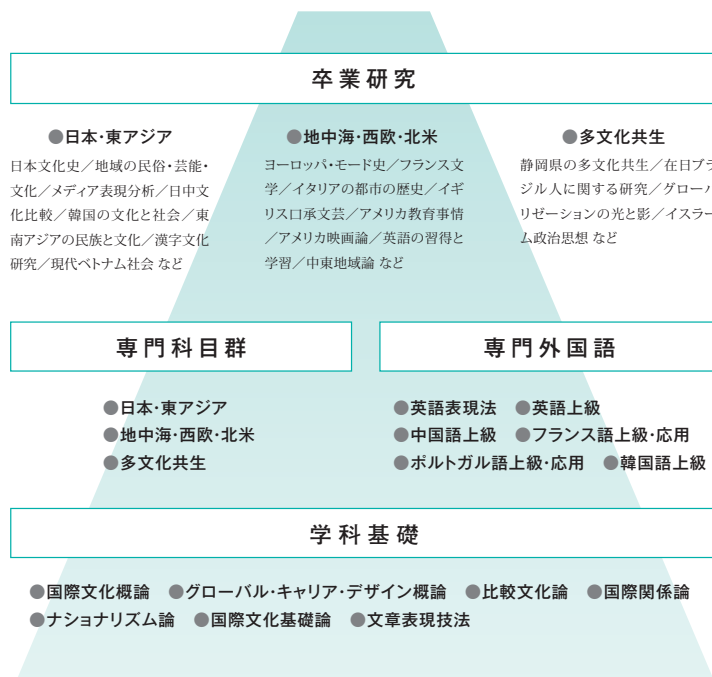 卒業研究
●日本・東アジア
日本文化史／地域の民俗・芸能・
文化／メディア表現分析／日中文
化比較／韓国の文化と社会／東
南アジアの民族と文化／漢字文化
研究／現代ベトナム社会 など
●地中海・西欧・北米
ヨーロッパ・モード史／フランス文
学／イタリアの都市の歴史／イギ
リス口承文芸／アメリカ教育事情
／アメリカ映画論／英語の習得と
学習／中東地域論 など
●多文化共生
静岡県の多文化共生／在日ブラ
ジル人に関する研究／グローバ
リゼーションの光と影／イスラー
ム政治思想 など
専門科目群
●日本・東アジア
●地中海・西欧・北米
●多文化共生
専門外国語
●英語表現法 ●英語上級
●中国語上級 ●フランス語上級・応用
●ポルトガル語上級・応用 ●韓国語上級
学科基礎
●国際文化概論 ●グローバル・キャリア・デザイン概論 ●比較文化論 ●国際関係論
●ナショナリズム論 ●国際文化基礎論 ●文章表現技法